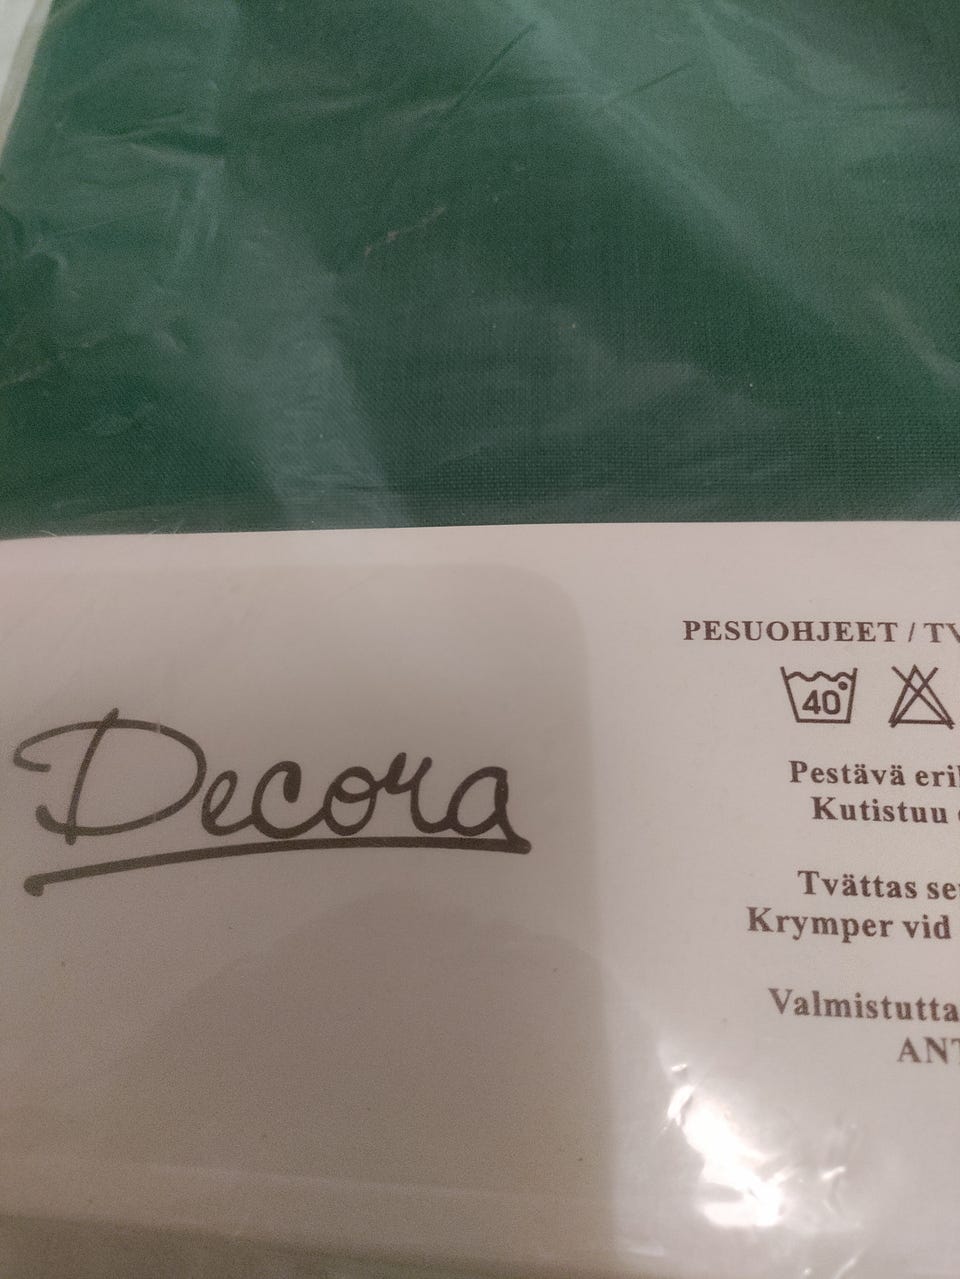 Decora
PESUOHJEET / TV
40°
Pestävä eri
Kutistuu
Tvättas se
Krymper vid
Valmistutta
ANT